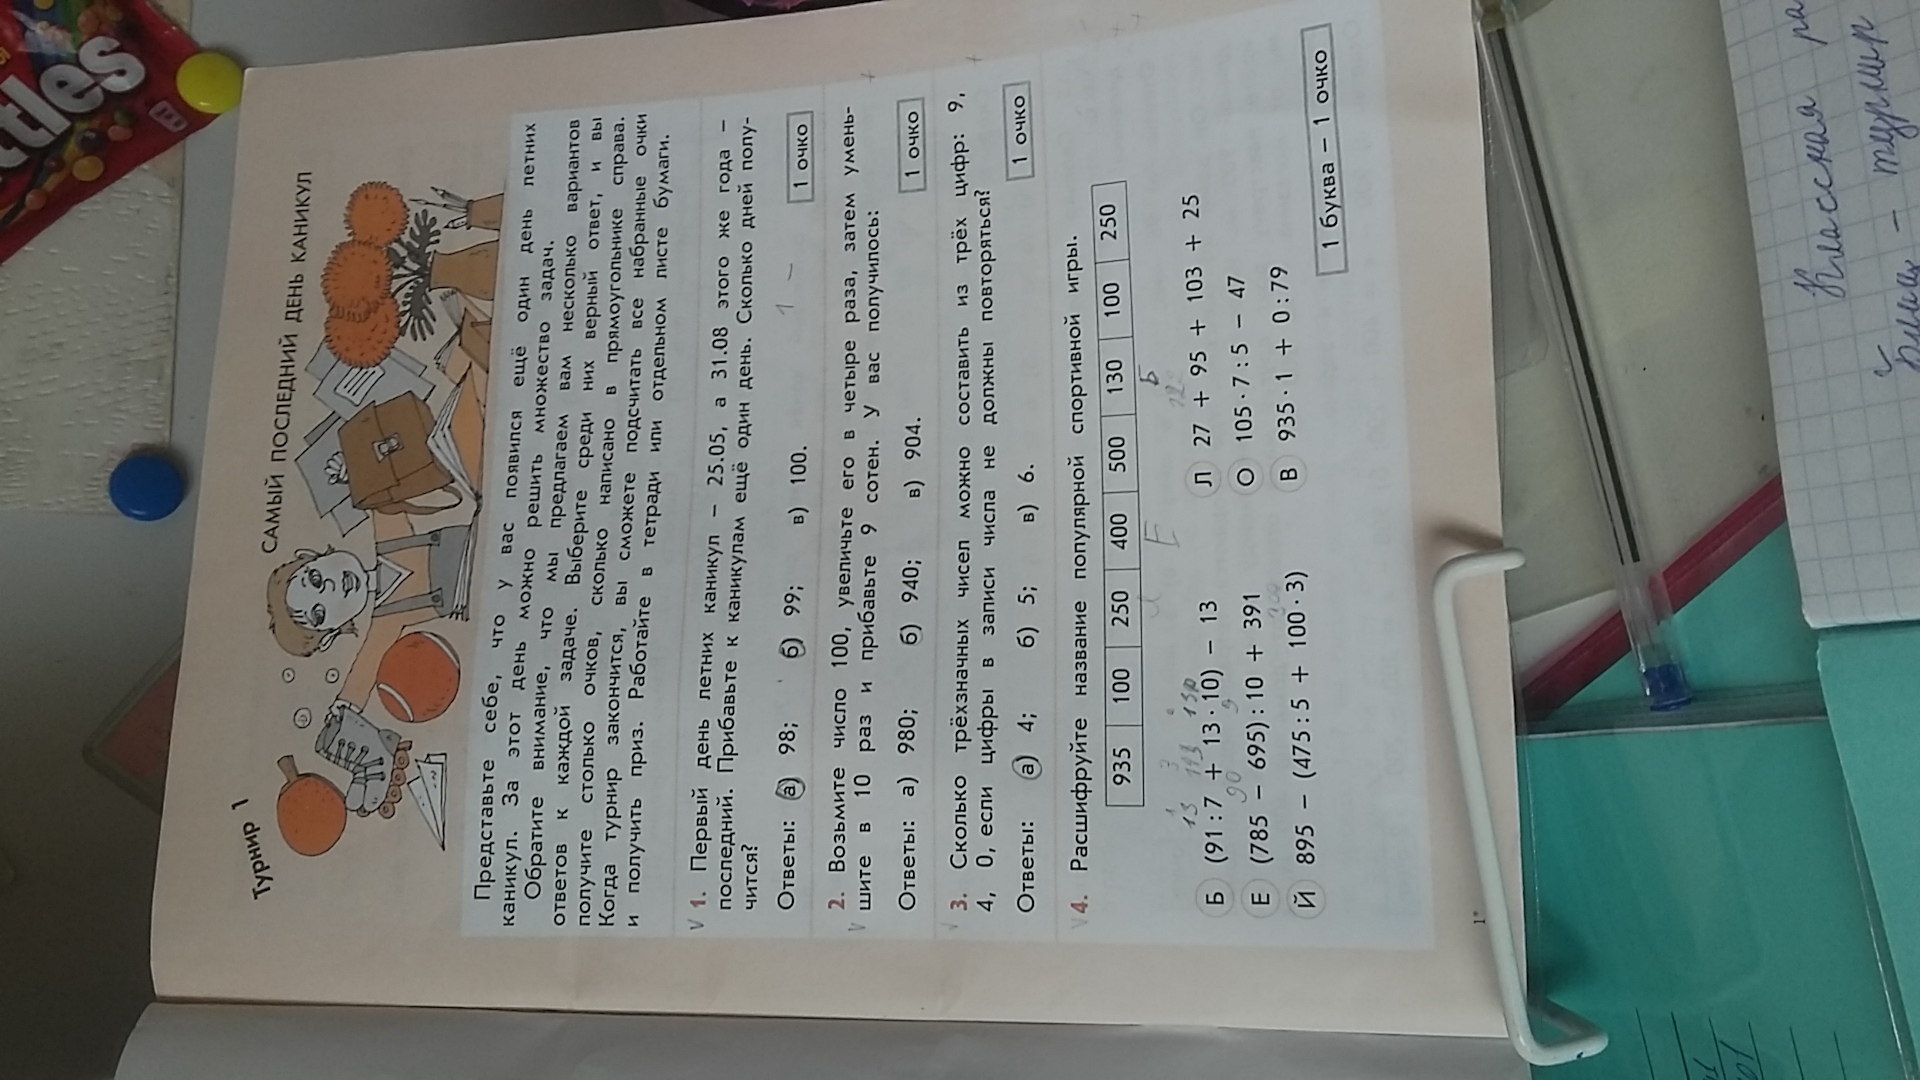 Турнир 1
САМЫЙ ПОСЛЕДНИЙ ДЕНЬ КАНИКУЛ
Представьте себе, что у вас появился ещё один день летних
каникул. За этот день можно решить множество задач.
Обратите внимание, что мы предлагаем вам несколько вариантов
ответов к каждой задаче. Выберите среди них верный ответ, и вы
получите столько очков, сколько написано в прямоугольнике справа.
Когда турнир закончится, вы сможете подсчитать все набранные очки
и получить приз. Работайте в тетради или отдельном листе бумаги.
V 1. Первый день летних каникул – 25.05, а 31.08 этого же года –
последний. Прибавьте к каникулам ещё один день. Сколько дней полу-
чится?
Ответы: а) 98; б) 99; в) 100. 1 очко
1 –
2. Возьмите число 100, увеличьте его в четыре раза, затем умень-
шите в 10 раз и прибавьте 9 сотен. У вас получилось:
Ответы: а) 980; б) 940; в) 904. 1 очко
3. Сколько трёхзначных чисел можно составить из трёх цифр: 9,
4, 0, если цифры в записи числа не должны повторяться?
Ответы: а) 4; б) 5; в) 6. 1 очко
V 4. Расшифруйте название популярной спортивной игры.
935 100 250 400 500 130 100 250
Е Б
Б (91 : 7 + 13 · 10) – 13 Л 27 + 95 + 103 + 25
Е (785 – 695) : 10 + 391 О 105 · 7 : 5 – 47
Й 895 – (475 : 5 + 100 · 3) В 935 · 1 + 0 : 79
1 буква – 1 очко
1*
ttles
Классная ра
Блиц – турнир